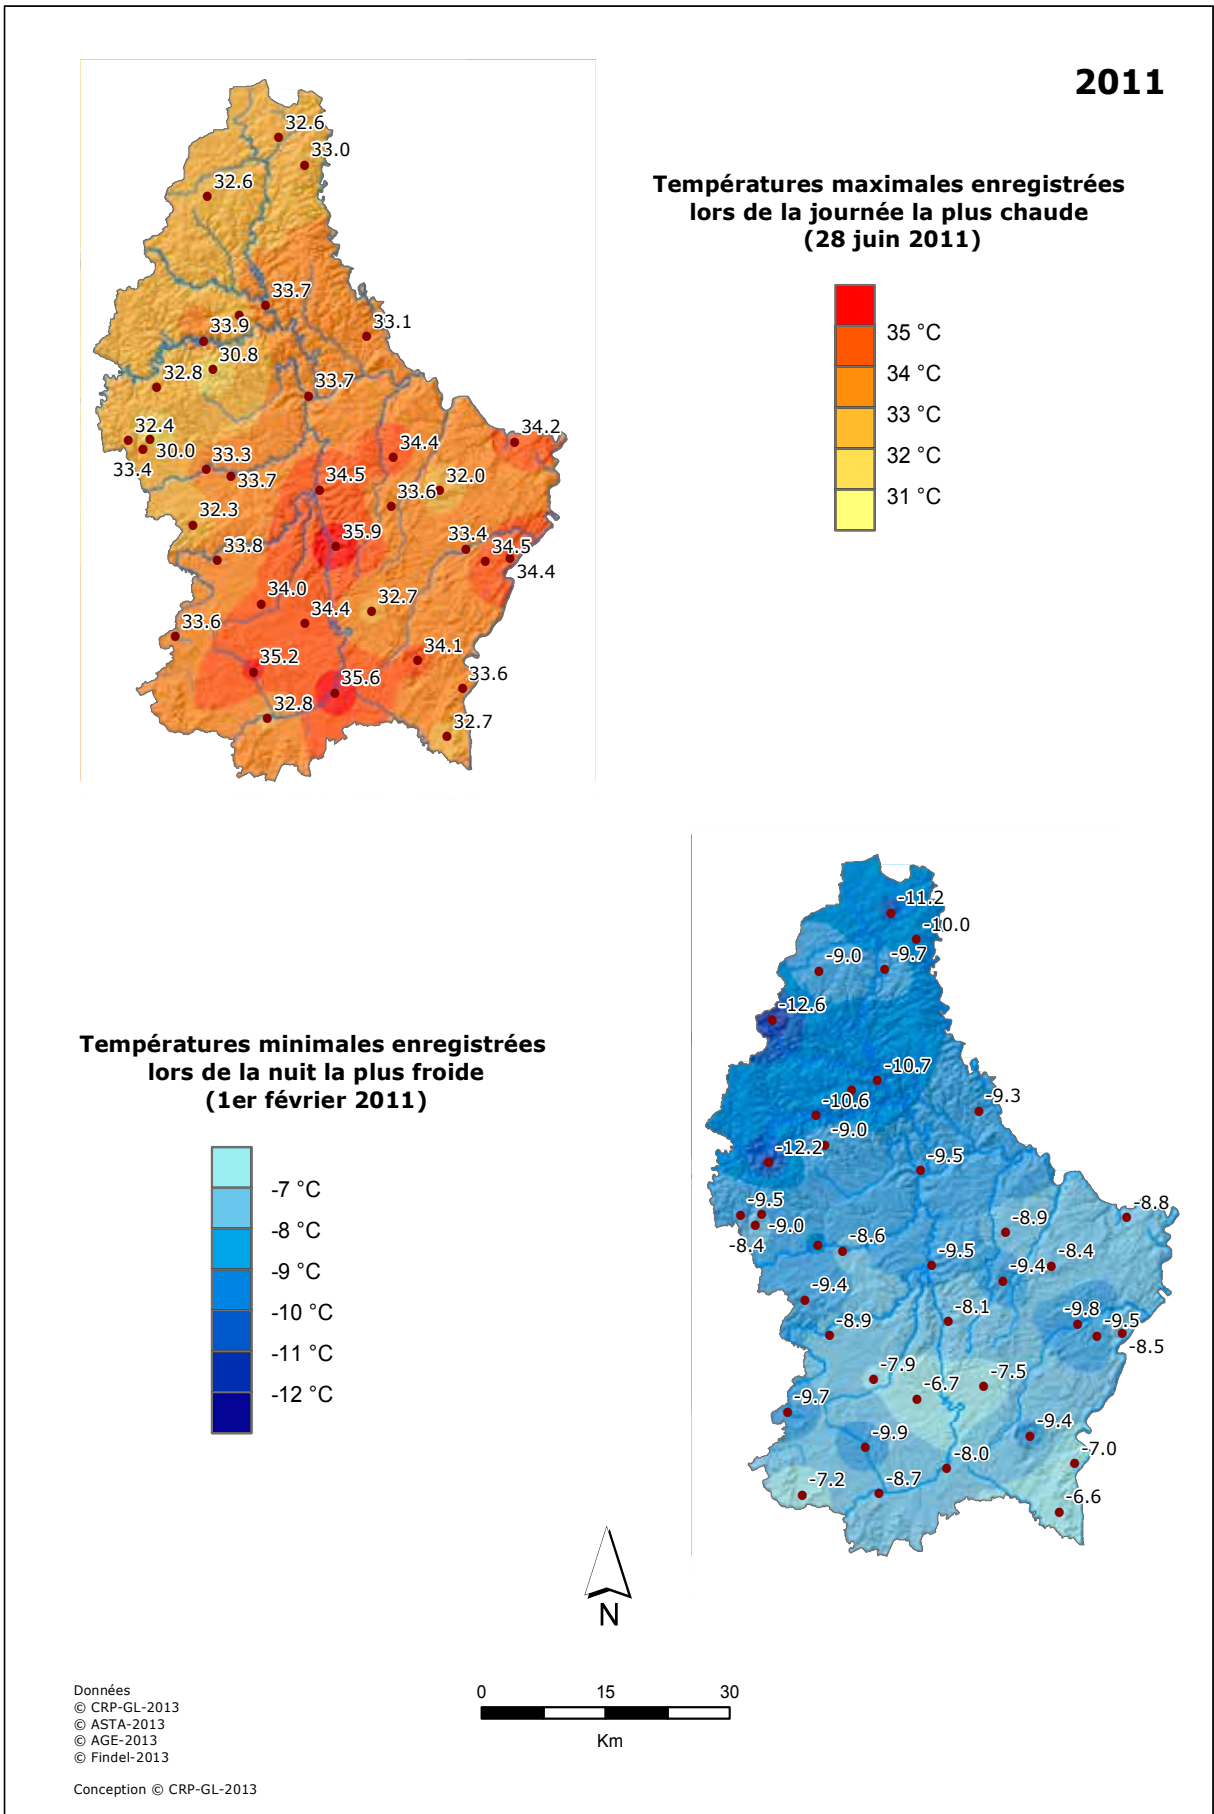 2011
32.6
33.0
32.6
33.7
33.9
33.1
30.8
32.8
33.7
32.4
30.0
33.4
33.3
33.7
34.4
34.2
34.5
32.0
33.6
32.3
35.9
33.4
34.5
34.4
33.8
34.0
32.7
34.4
33.6
34.1
35.2
35.6
33.6
32.8
32.7
Températures maximales enregistrées
lors de la journée la plus chaude
(28 juin 2011)
35 °C
34 °C
33 °C
32 °C
31 °C
Températures minimales enregistrées
lors de la nuit la plus froide
(1er février 2011)
-7 °C
-8 °C
-9 °C
-10 °C
-11 °C
-12 °C
-11.2
-10.0
-9.0
-9.7
-12.6
-10.7
-10.6
-9.3
-9.0
-12.2
-9.5
-9.5
-9.0
-8.4
-8.6
-8.9
-8.8
-9.5
-8.4
-9.4
-9.4
-8.1
-9.8
-9.5
-8.5
-8.9
-7.9
-7.5
-6.7
-9.7
-9.4
-9.9
-8.0
-7.0
-7.2
-8.7
-6.6
N
0 15 30
Km
Données
© CRP-GL-2013
© ASTA-2013
© AGE-2013
© Findel-2013
Conception © CRP-GL-2013